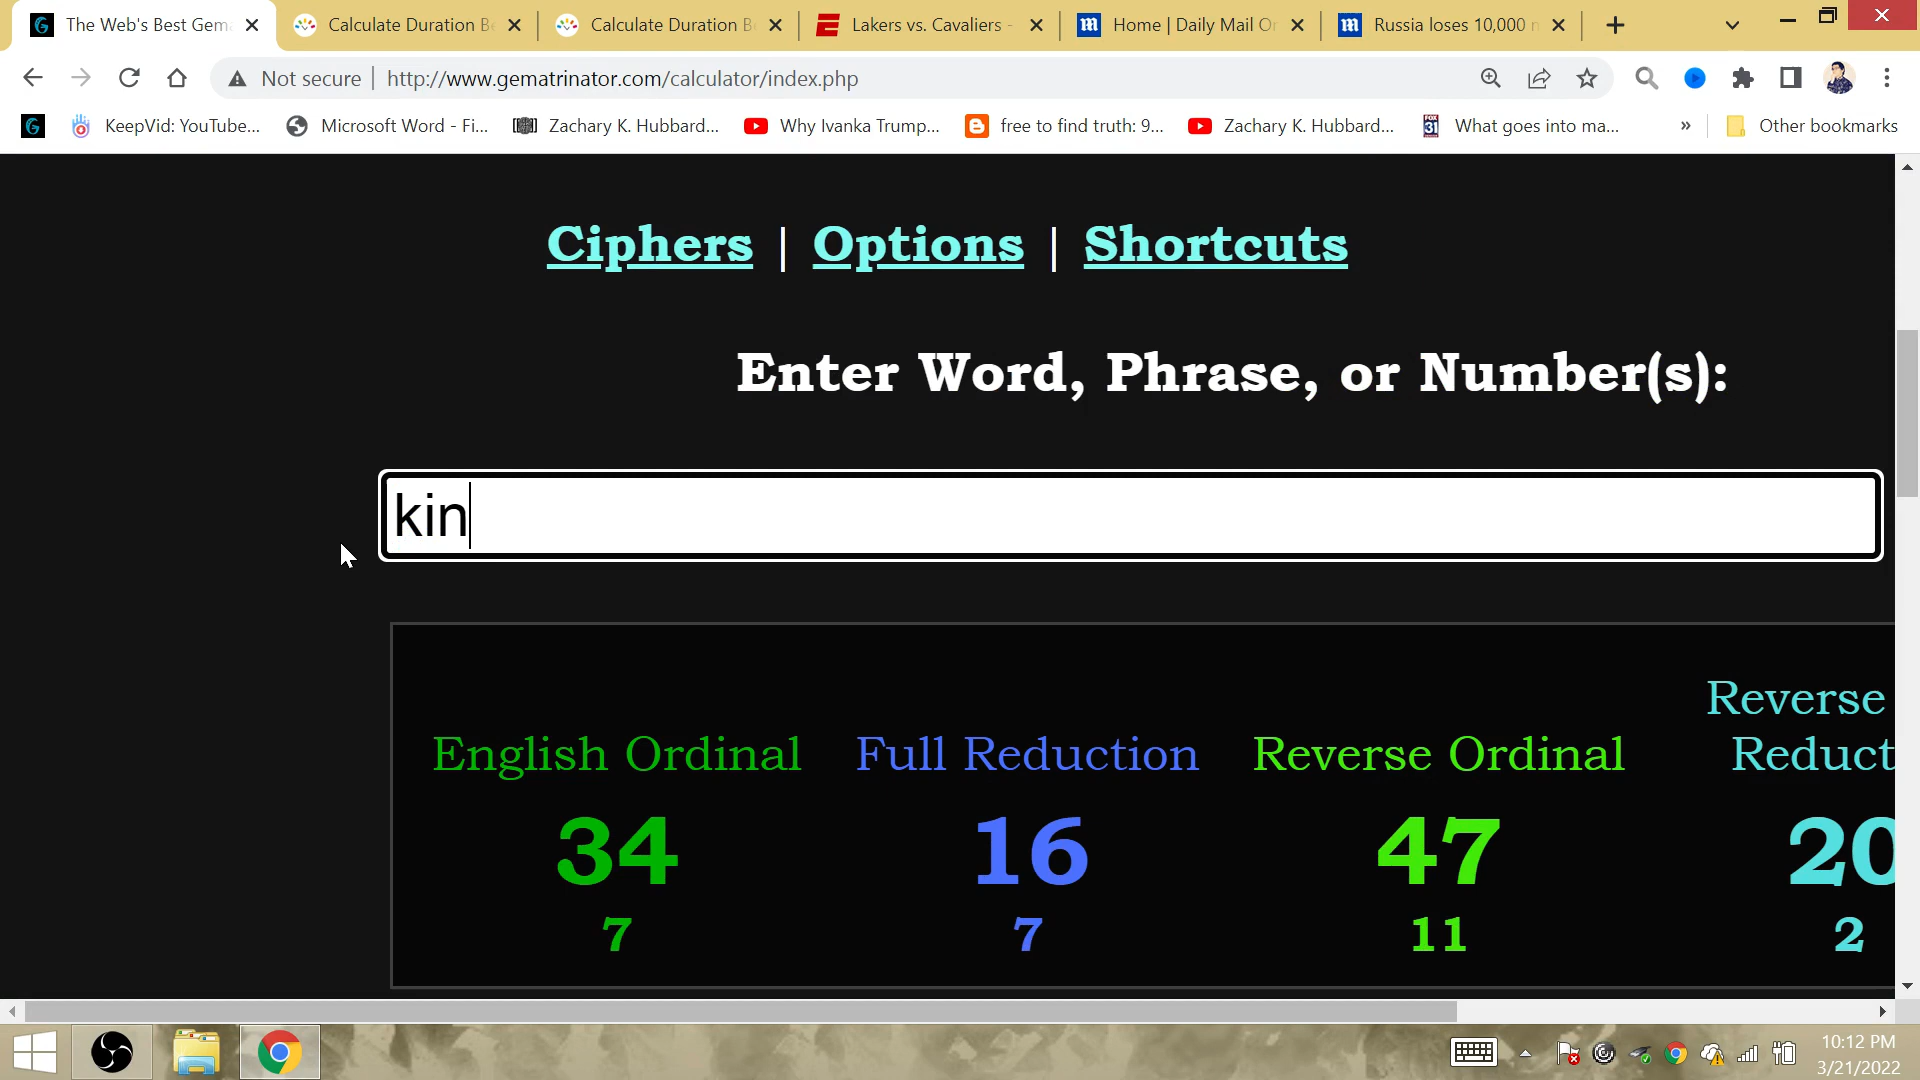 The Web's Best Gem
Calculate Duration Be
Calculate Duration Be
Lakers vs. Cavaliers -
Home | Daily Mail O
Russia loses 10,000 m
Not secure
http://www.gematrinator.com/calculator/index.php
KeepVid: YouTube...
Microsoft Word - Fi...
Zachary K. Hubbard...
Why Ivanka Trump...
free to find truth: 9...
Zachary K. Hubbard...
FOX 31
What goes into ma...
»
Other bookmarks
Ciphers | Options | Shortcuts
Enter Word, Phrase, or Number(s):
kin
English Ordinal
Full Reduction
Reverse Ordinal
Reverse
Reduct
34
16
47
20
7
7
11
2
10:12 PM
3/21/2022